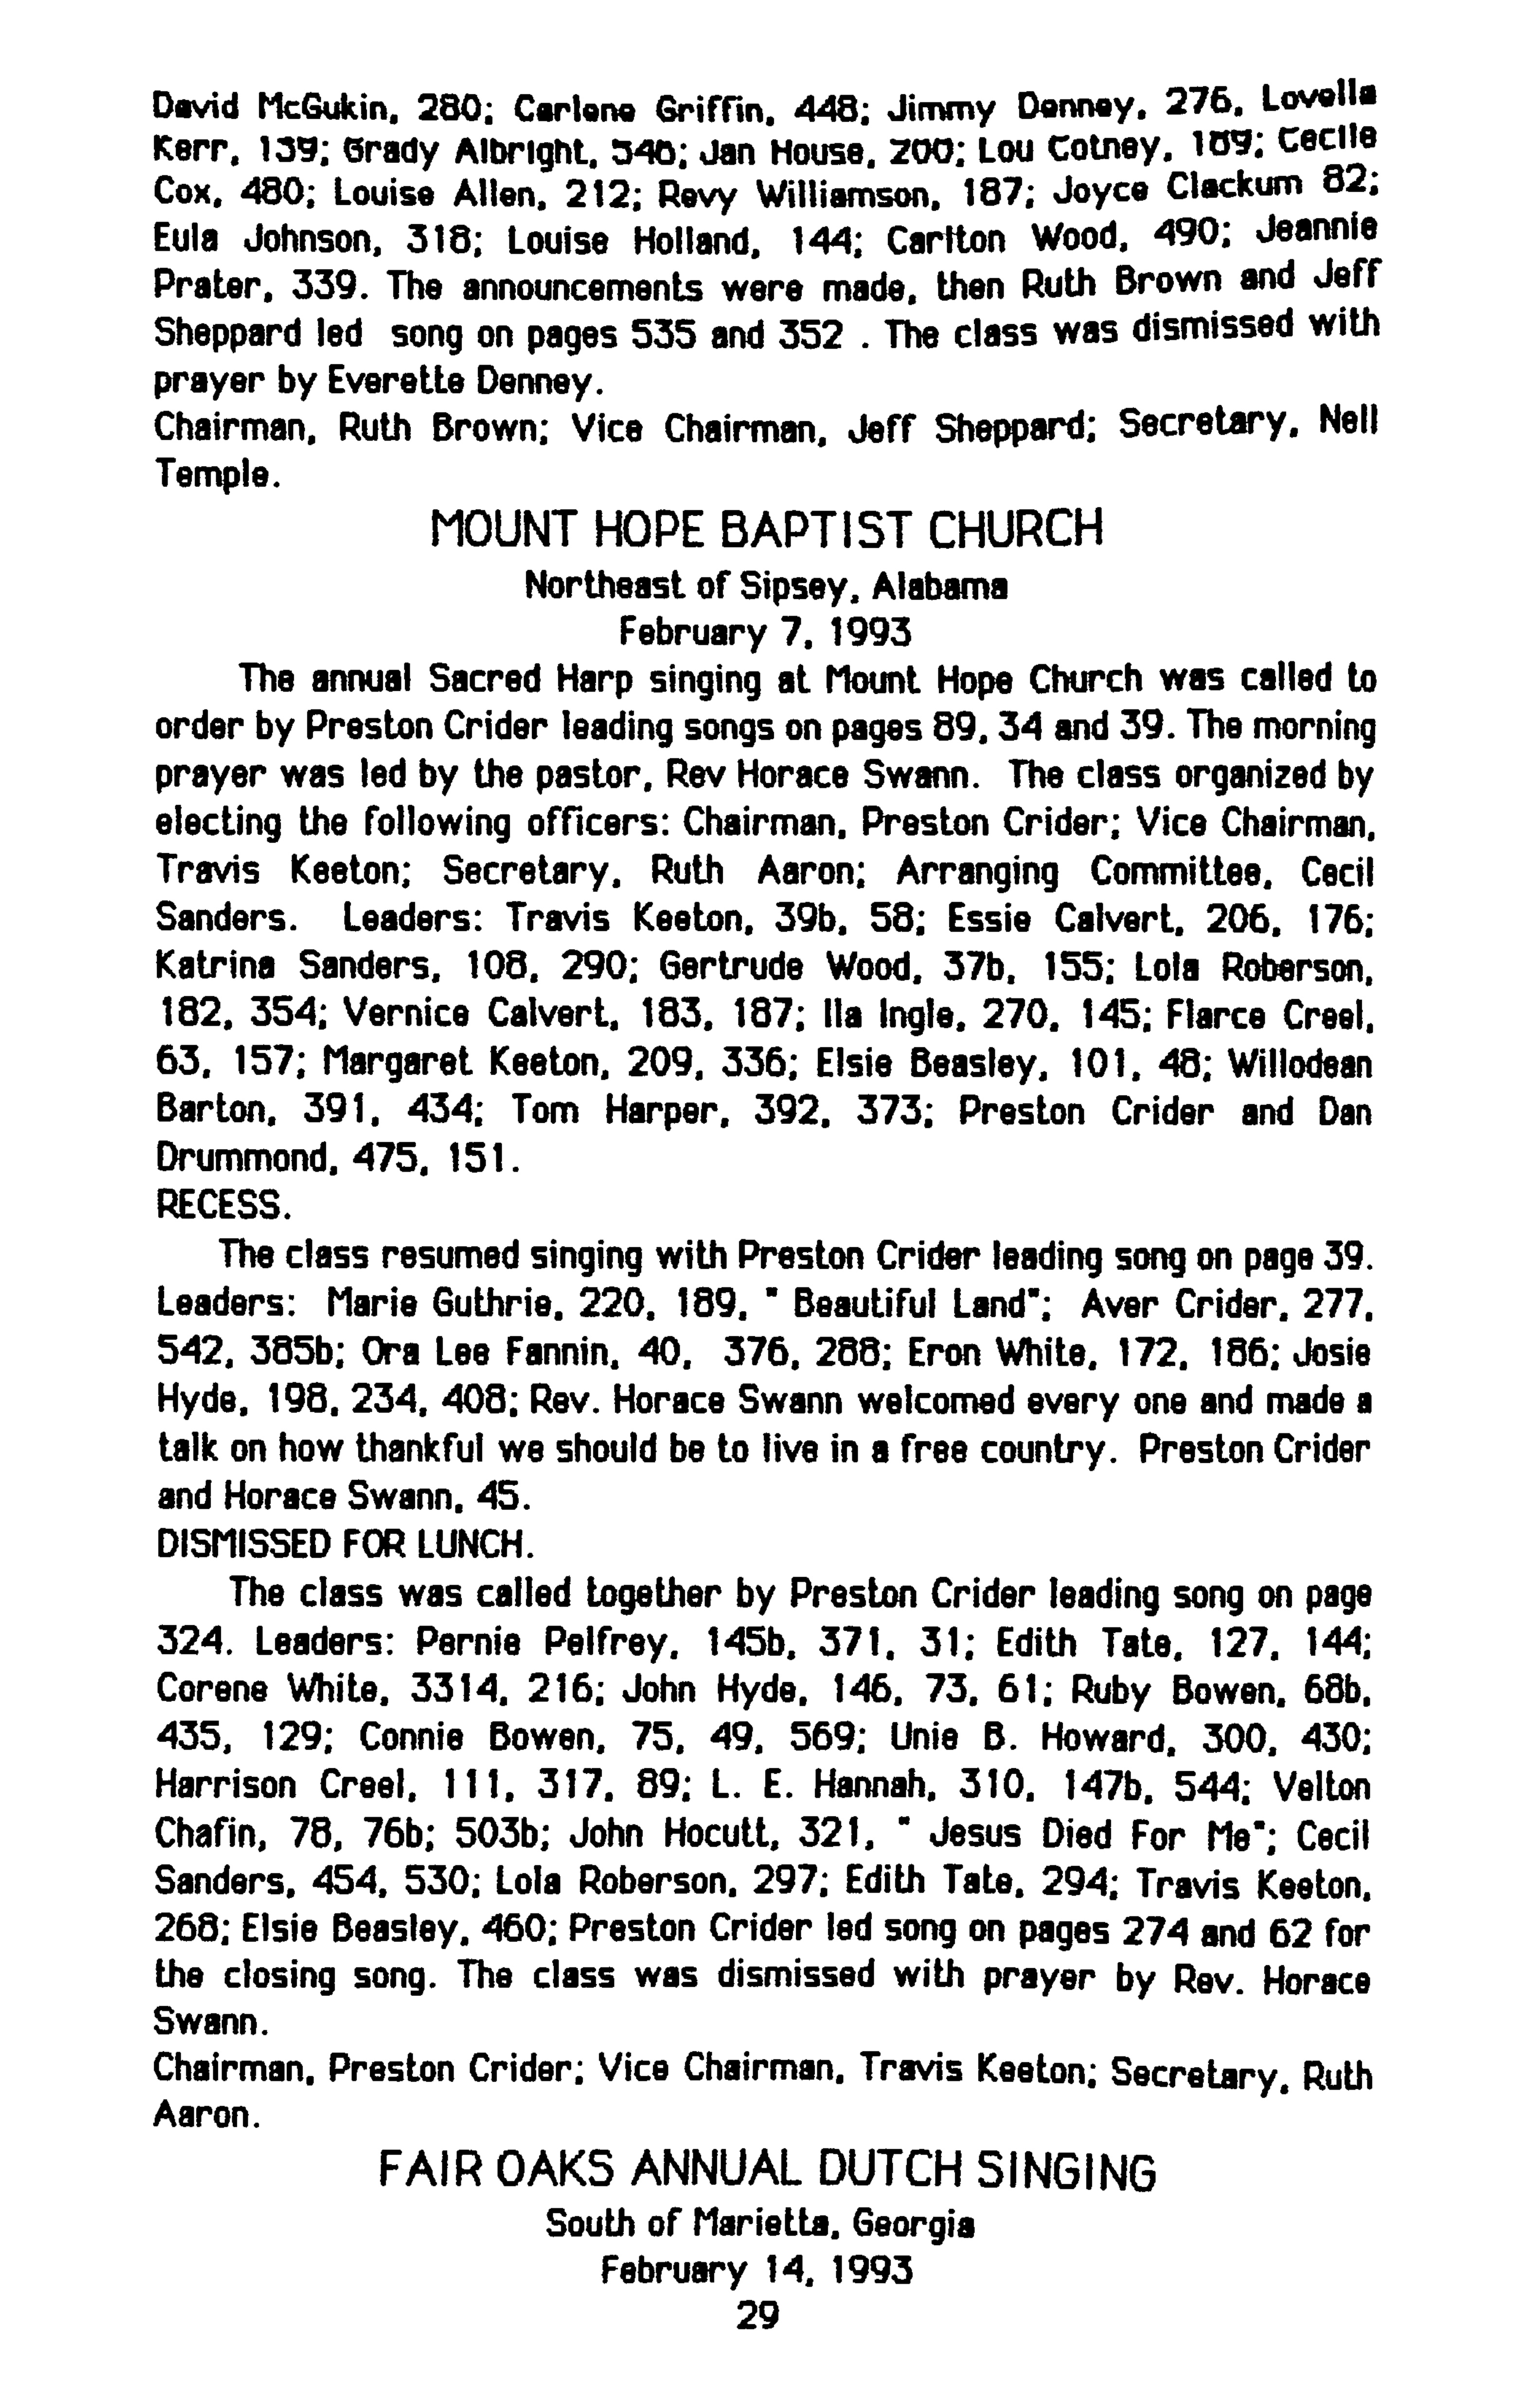 David McGukin, 280; Carlene Griffin, 448; Jimmy Denney, 276, Lovella
Kerr, 139; Grady Albright, 546; Jan House, 200; Lou Cotney, 189; Cecile
Cox, 480; Louise Allen, 212; Revy Williamson, 187; Joyce Clackum 82;
Eula Johnson, 318; Louise Holland, 144; Carlton Wood, 490; Jeannie
Prater, 339. The announcements were made, then Ruth Brown and Jeff
Sheppard led song on pages 535 and 352 . The class was dismissed with
prayer by Everette Denney.
Chairman, Ruth Brown; Vice Chairman, Jeff Sheppard; Secretary, Nell
Temple.
MOUNT HOPE BAPTIST CHURCH
Northeast of Sipsey, Alabama
February 7, 1993
The annual Sacred Harp singing at Mount Hope Church was called to
order by Preston Crider leading songs on pages 89, 34 and 39. The morning
prayer was led by the pastor, Rev Horace Swann. The class organized by
electing the following officers: Chairman, Preston Crider; Vice Chairman,
Travis Keeton; Secretary, Ruth Aaron; Arranging Committee, Cecil
Sanders. Leaders: Travis Keeton, 39b, 58; Essie Calvert, 206, 176;
Katrina Sanders, 108, 290; Gertrude Wood, 37b, 155; Lola Roberson,
182, 354; Vernice Calvert, 183, 187; Ila Ingle, 270, 145; Flarce Creel,
63, 157; Margaret Keeton, 209, 336; Elsie Beasley, 101, 48; Willodean
Barton, 391, 434; Tom Harper, 392, 373; Preston Crider and Dan
Drummond, 475, 151.
RECESS.
The class resumed singing with Preston Crider leading song on page 39.
Leaders: Marie Guthrie, 220, 189, " Beautiful Land"; Aver Crider, 277,
542, 385b; Ora Lee Fannin, 40, 376, 288; Eron White, 172, 186; Josie
Hyde, 198, 234, 408; Rev. Horace Swann welcomed every one and made a
talk on how thankful we should be to live in a free country. Preston Crider
and Horace Swann, 45.
DISMISSED FOR LUNCH.
The class was called together by Preston Crider leading song on page
324. Leaders: Pernie Pelfrey, 145b, 371, 31; Edith Tate, 127, 144;
Corene White, 3314, 216; John Hyde, 146, 73, 61; Ruby Bowen, 68b,
435, 129; Connie Bowen, 75, 49, 569; Unie B. Howard, 300, 430;
Harrison Creel, 111, 317, 89; L. E. Hannah, 310, 147b, 544; Velton
Chafin, 78, 76b; 503b; John Hocutt, 321, " Jesus Died For Me"; Cecil
Sanders, 454, 530; Lola Roberson, 297; Edith Tate, 294; Travis Keeton,
268; Elsie Beasley, 460; Preston Crider led song on pages 274 and 62 for
the closing song. The class was dismissed with prayer by Rev. Horace
Swann.
Chairman, Preston Crider; Vice Chairman, Travis Keeton; Secretary, Ruth
Aaron.
FAIR OAKS ANNUAL DUTCH SINGING
South of Marietta, Georgia
February 14, 1993
29